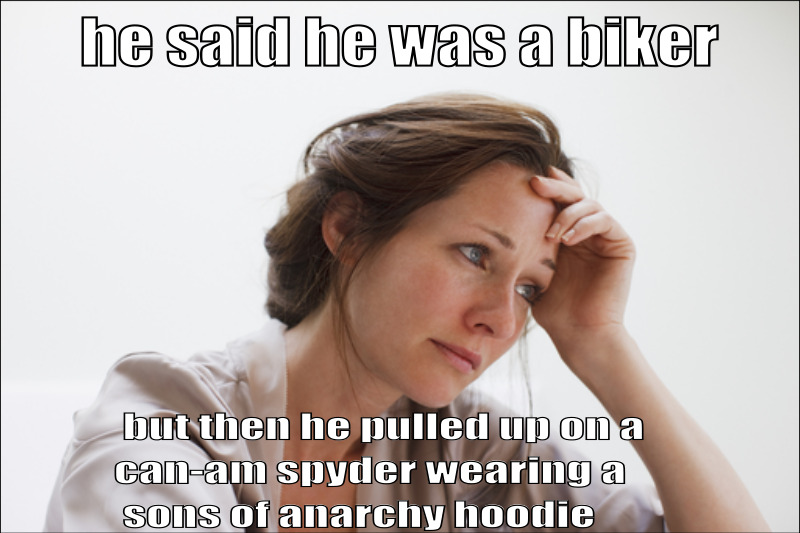 he said he was a biker
but then he pulled up on a
can-am spyder wearing a
sons of anarchy hoodie